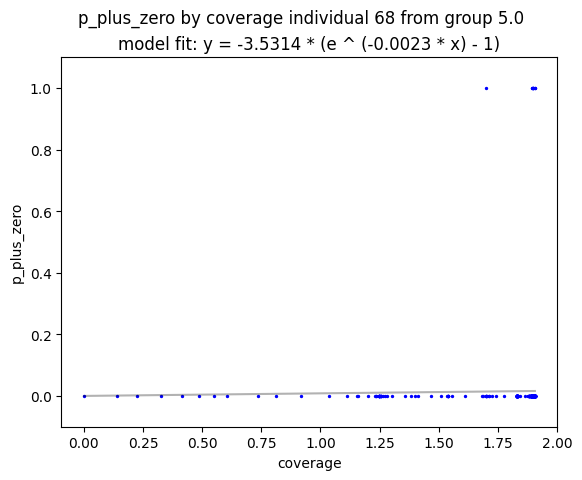 p_plus_zero by coverage individual 68 from group 5.0
model fit: y = -3.5314 * (e ^ (-0.0023 * x) - 1)
1.0
0.8
0.6
0.4
0.2
0.0
p_plus_zero
0.00 0.25 0.50 0.75 1.00 1.25 1.50 1.75 2.00
coverage